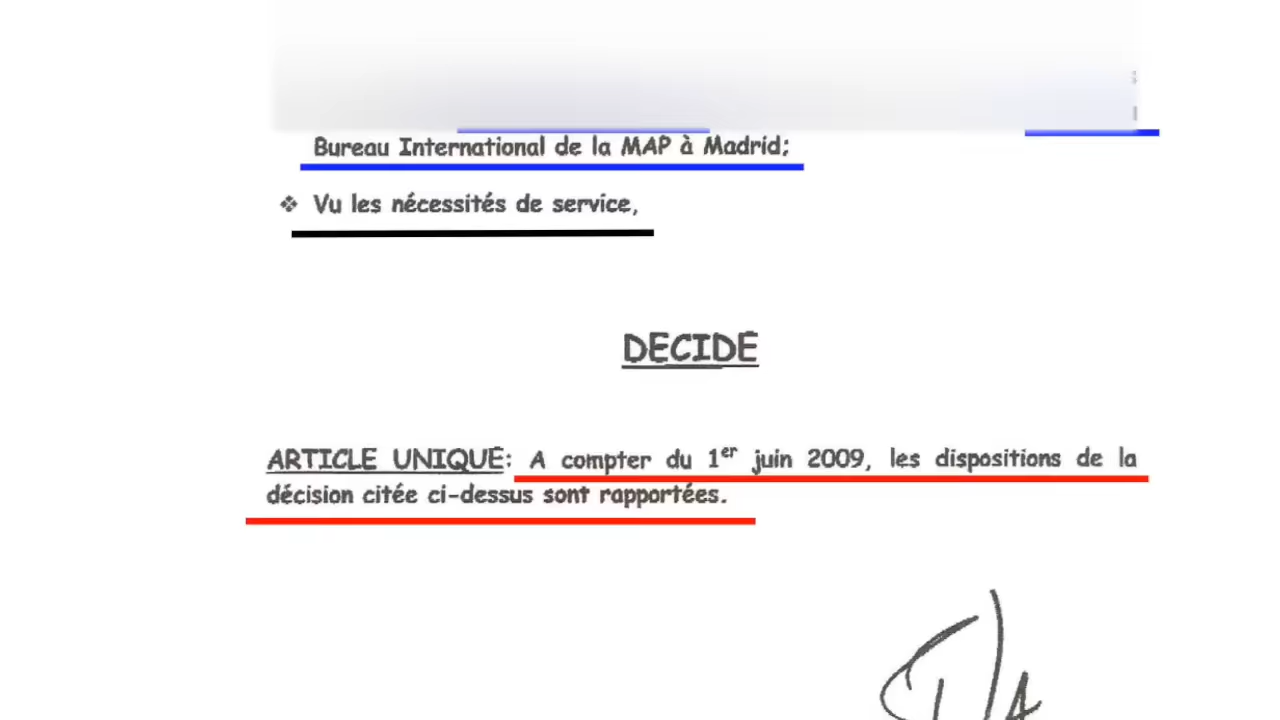 Bureau International de la MAP à Madrid;
❖ Vu les nécessités de service,
DECIDE
ARTICLE UNIQUE: A compter du 1er juin 2009, les dispositions de la
décision citée ci-dessus sont rapportées.